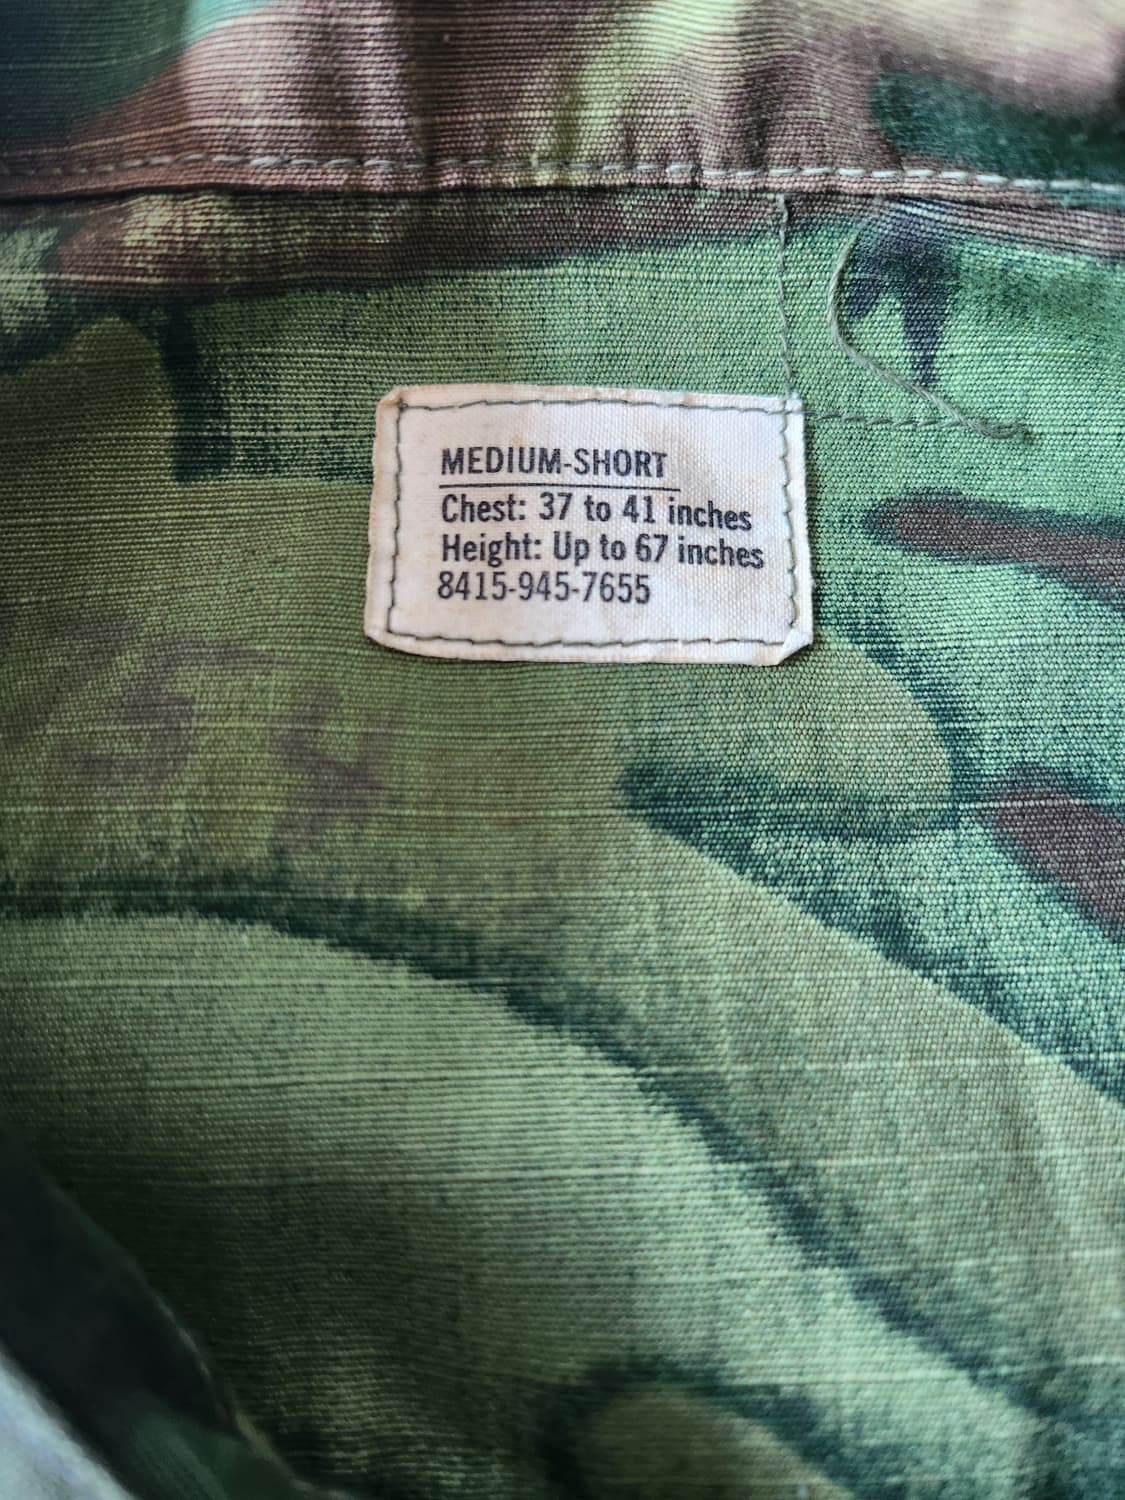 MEDIUM-SHORT
Chest: 37 to 41 inches
Height: Up to 67 inches
8415-945-7655